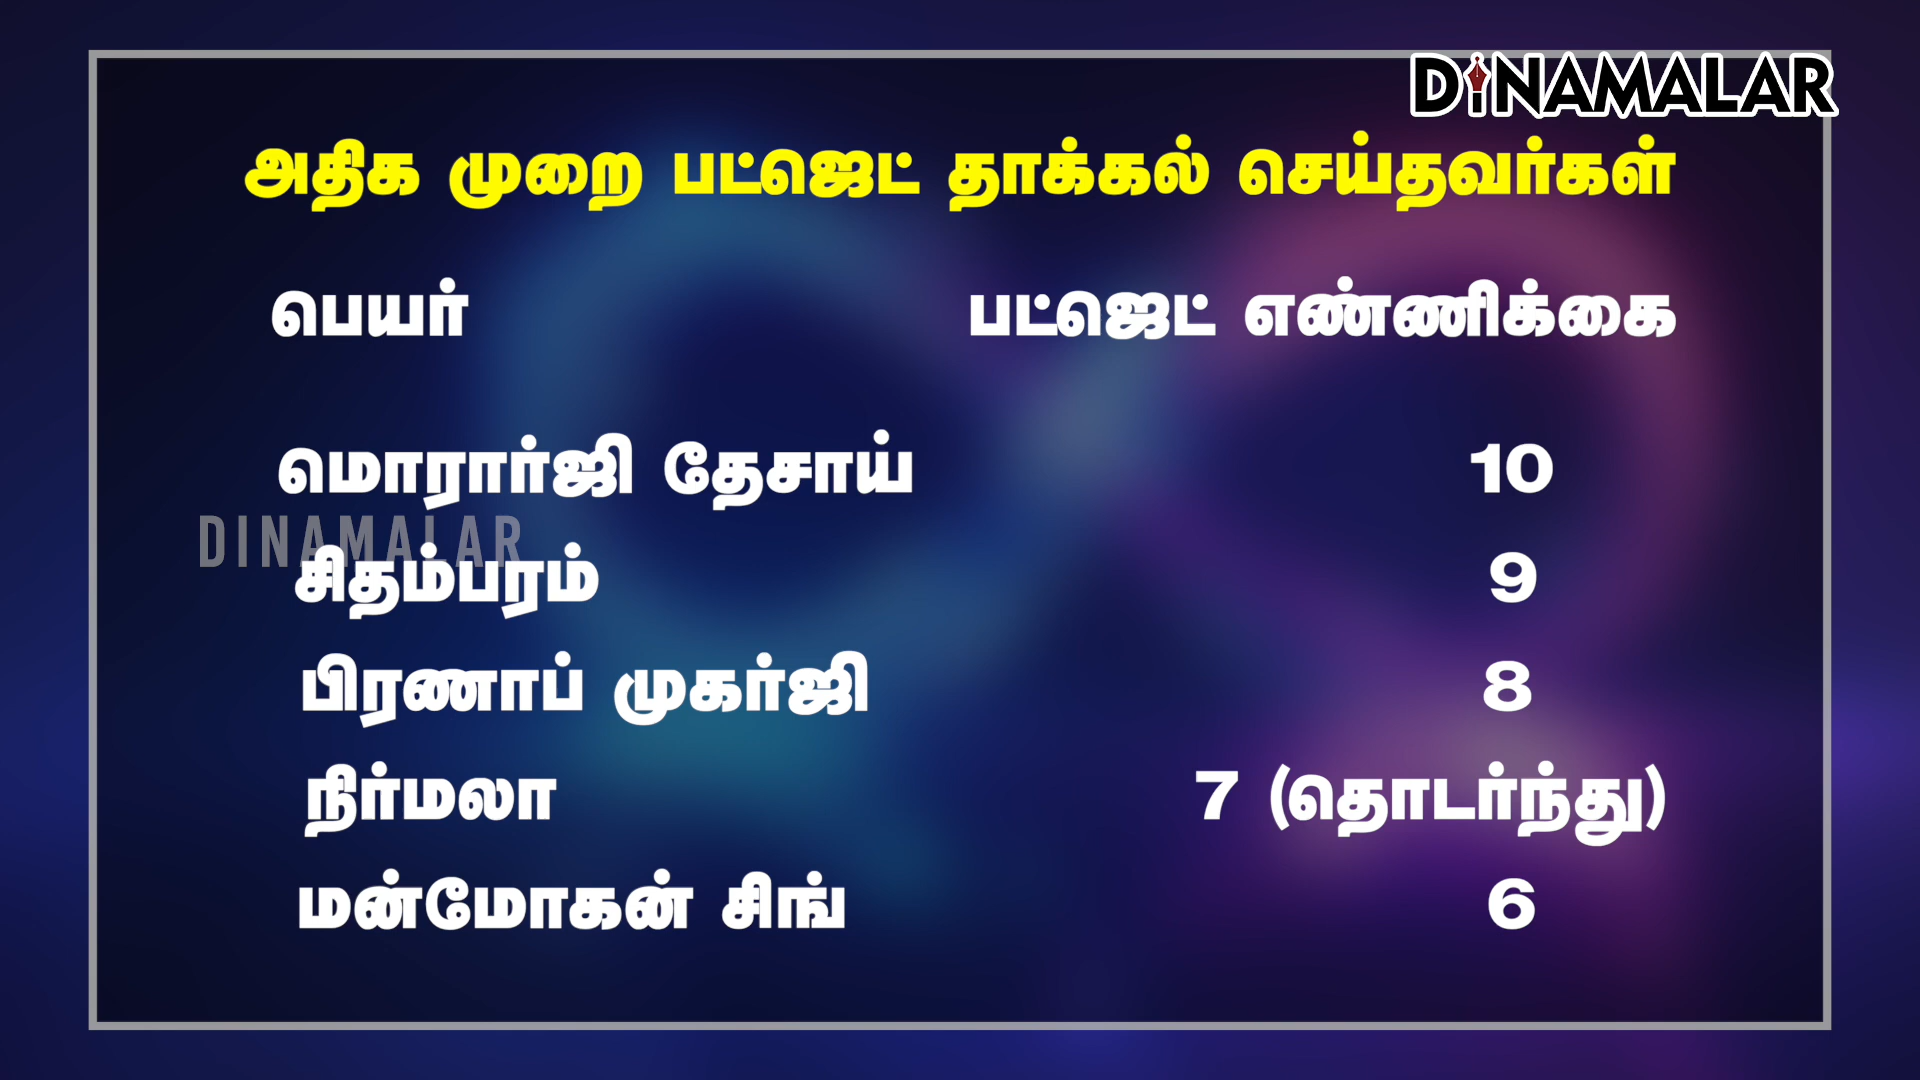 DINAMALAR
அதிக முறை பட்ஜெட் தாக்கல் செய்தவர்கள்
பெயர் பட்ஜெட் எண்ணிக்கை
மொரார்ஜி தேசாய் 10
DINAMALAR
சிதம்பரம் 9
பிரணாப் முகர்ஜி 8
நிர்மலா 7 (தொடர்ந்து)
மன்மோகன் சிங் 6